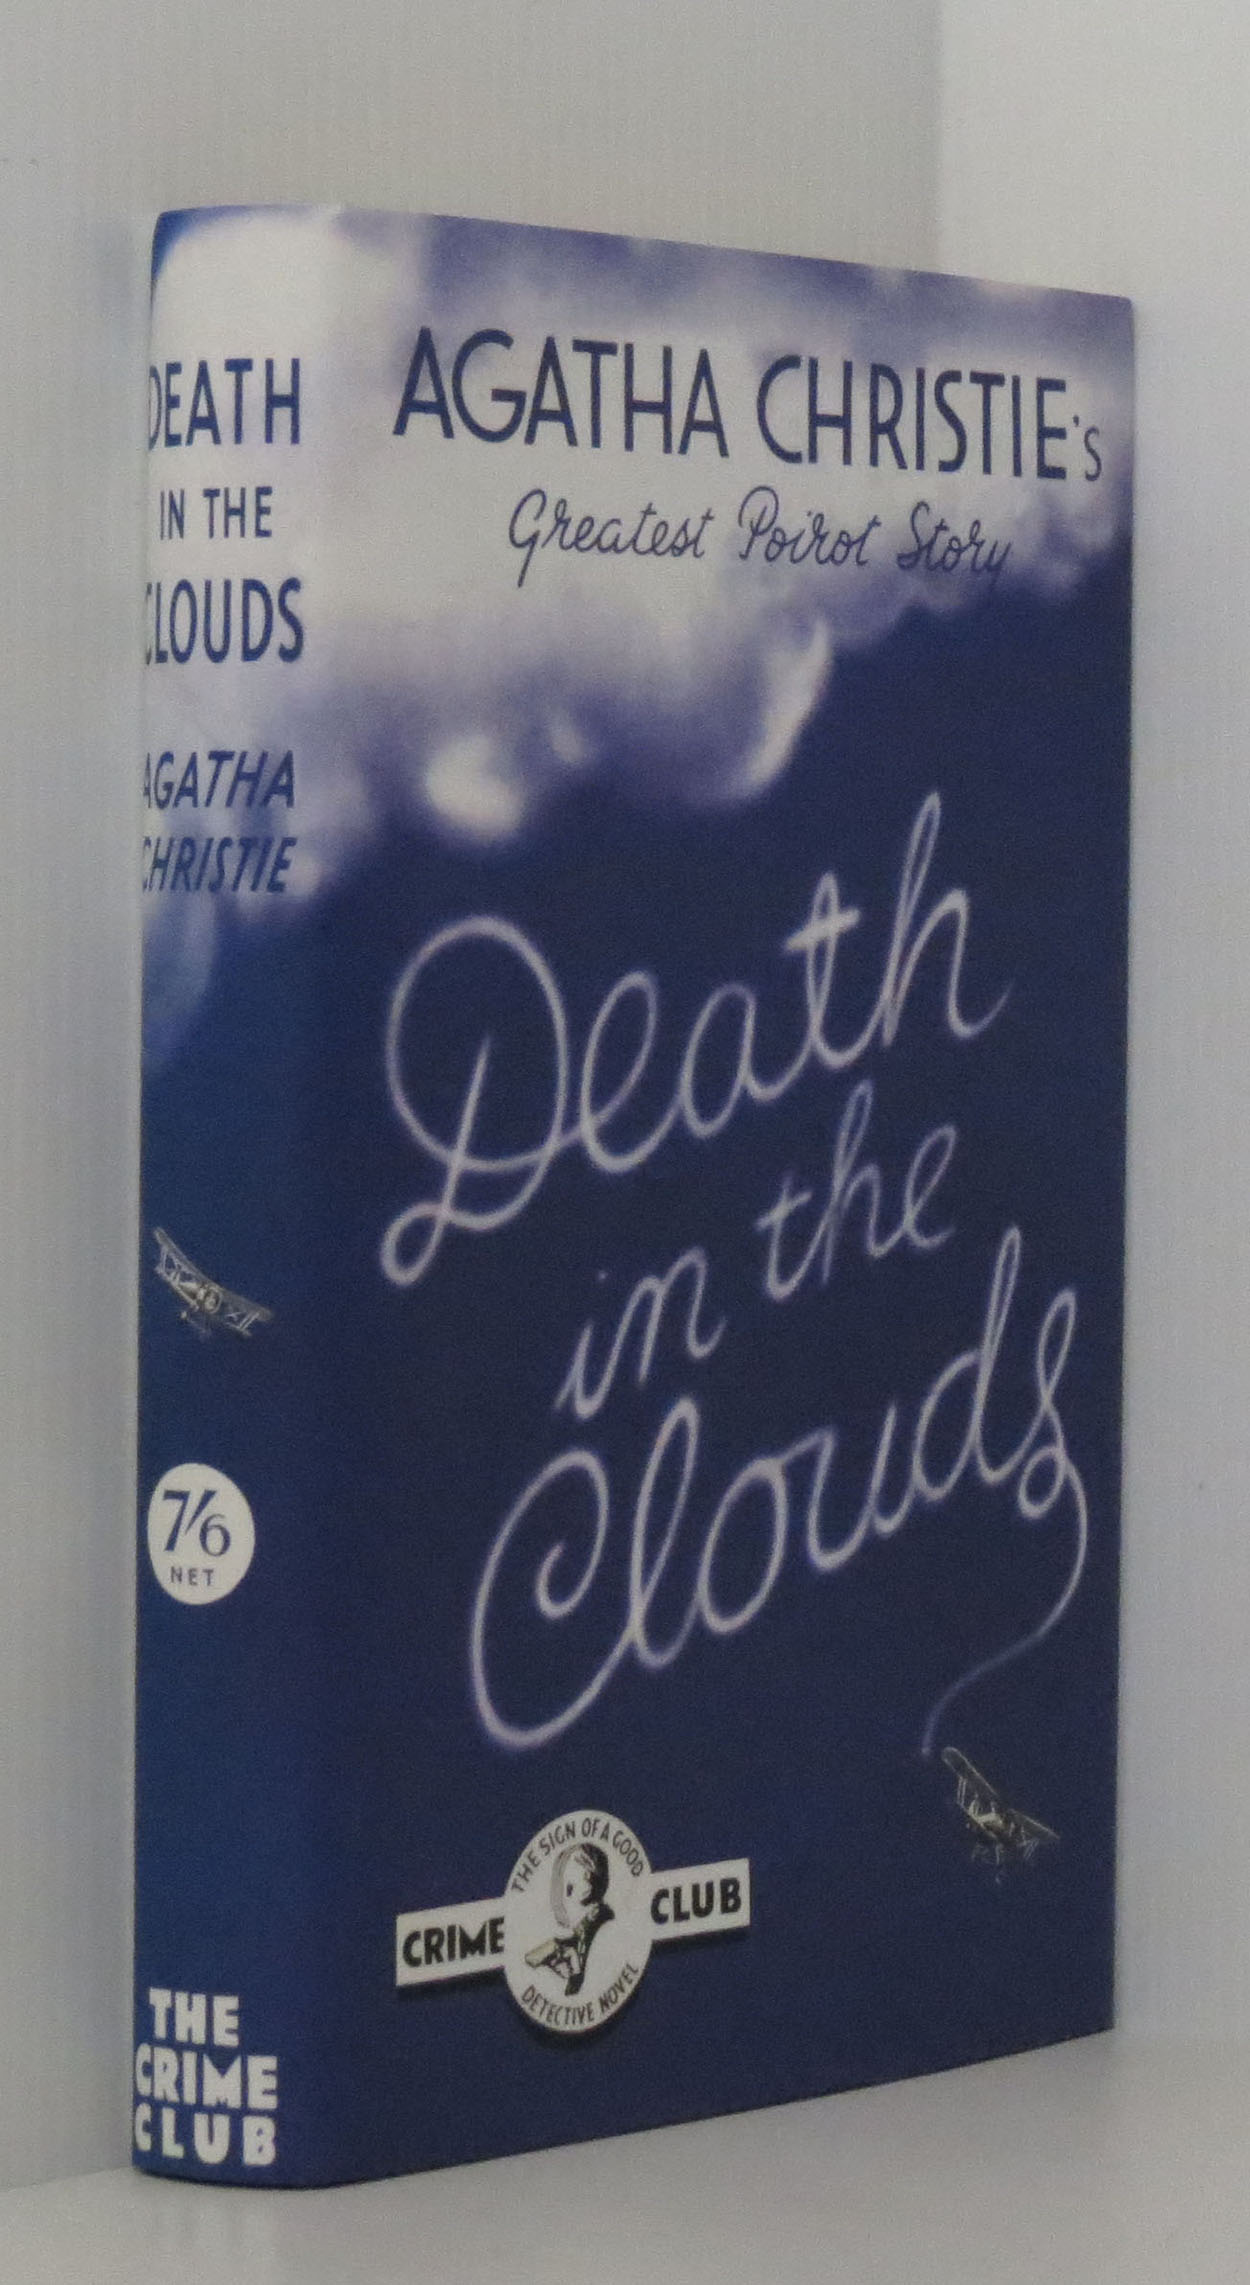 DEATH
IN THE
CLOUDS
AGATHA
CHRISTIE
7/6
NET
THE
CRIME
CLUB
AGATHA CHRISTIE's
Greatest Poirot Story
Death
in the
Clouds
THE SIGN OF A GOOD
CRIME CLUB
DETECTIVE NOVEL